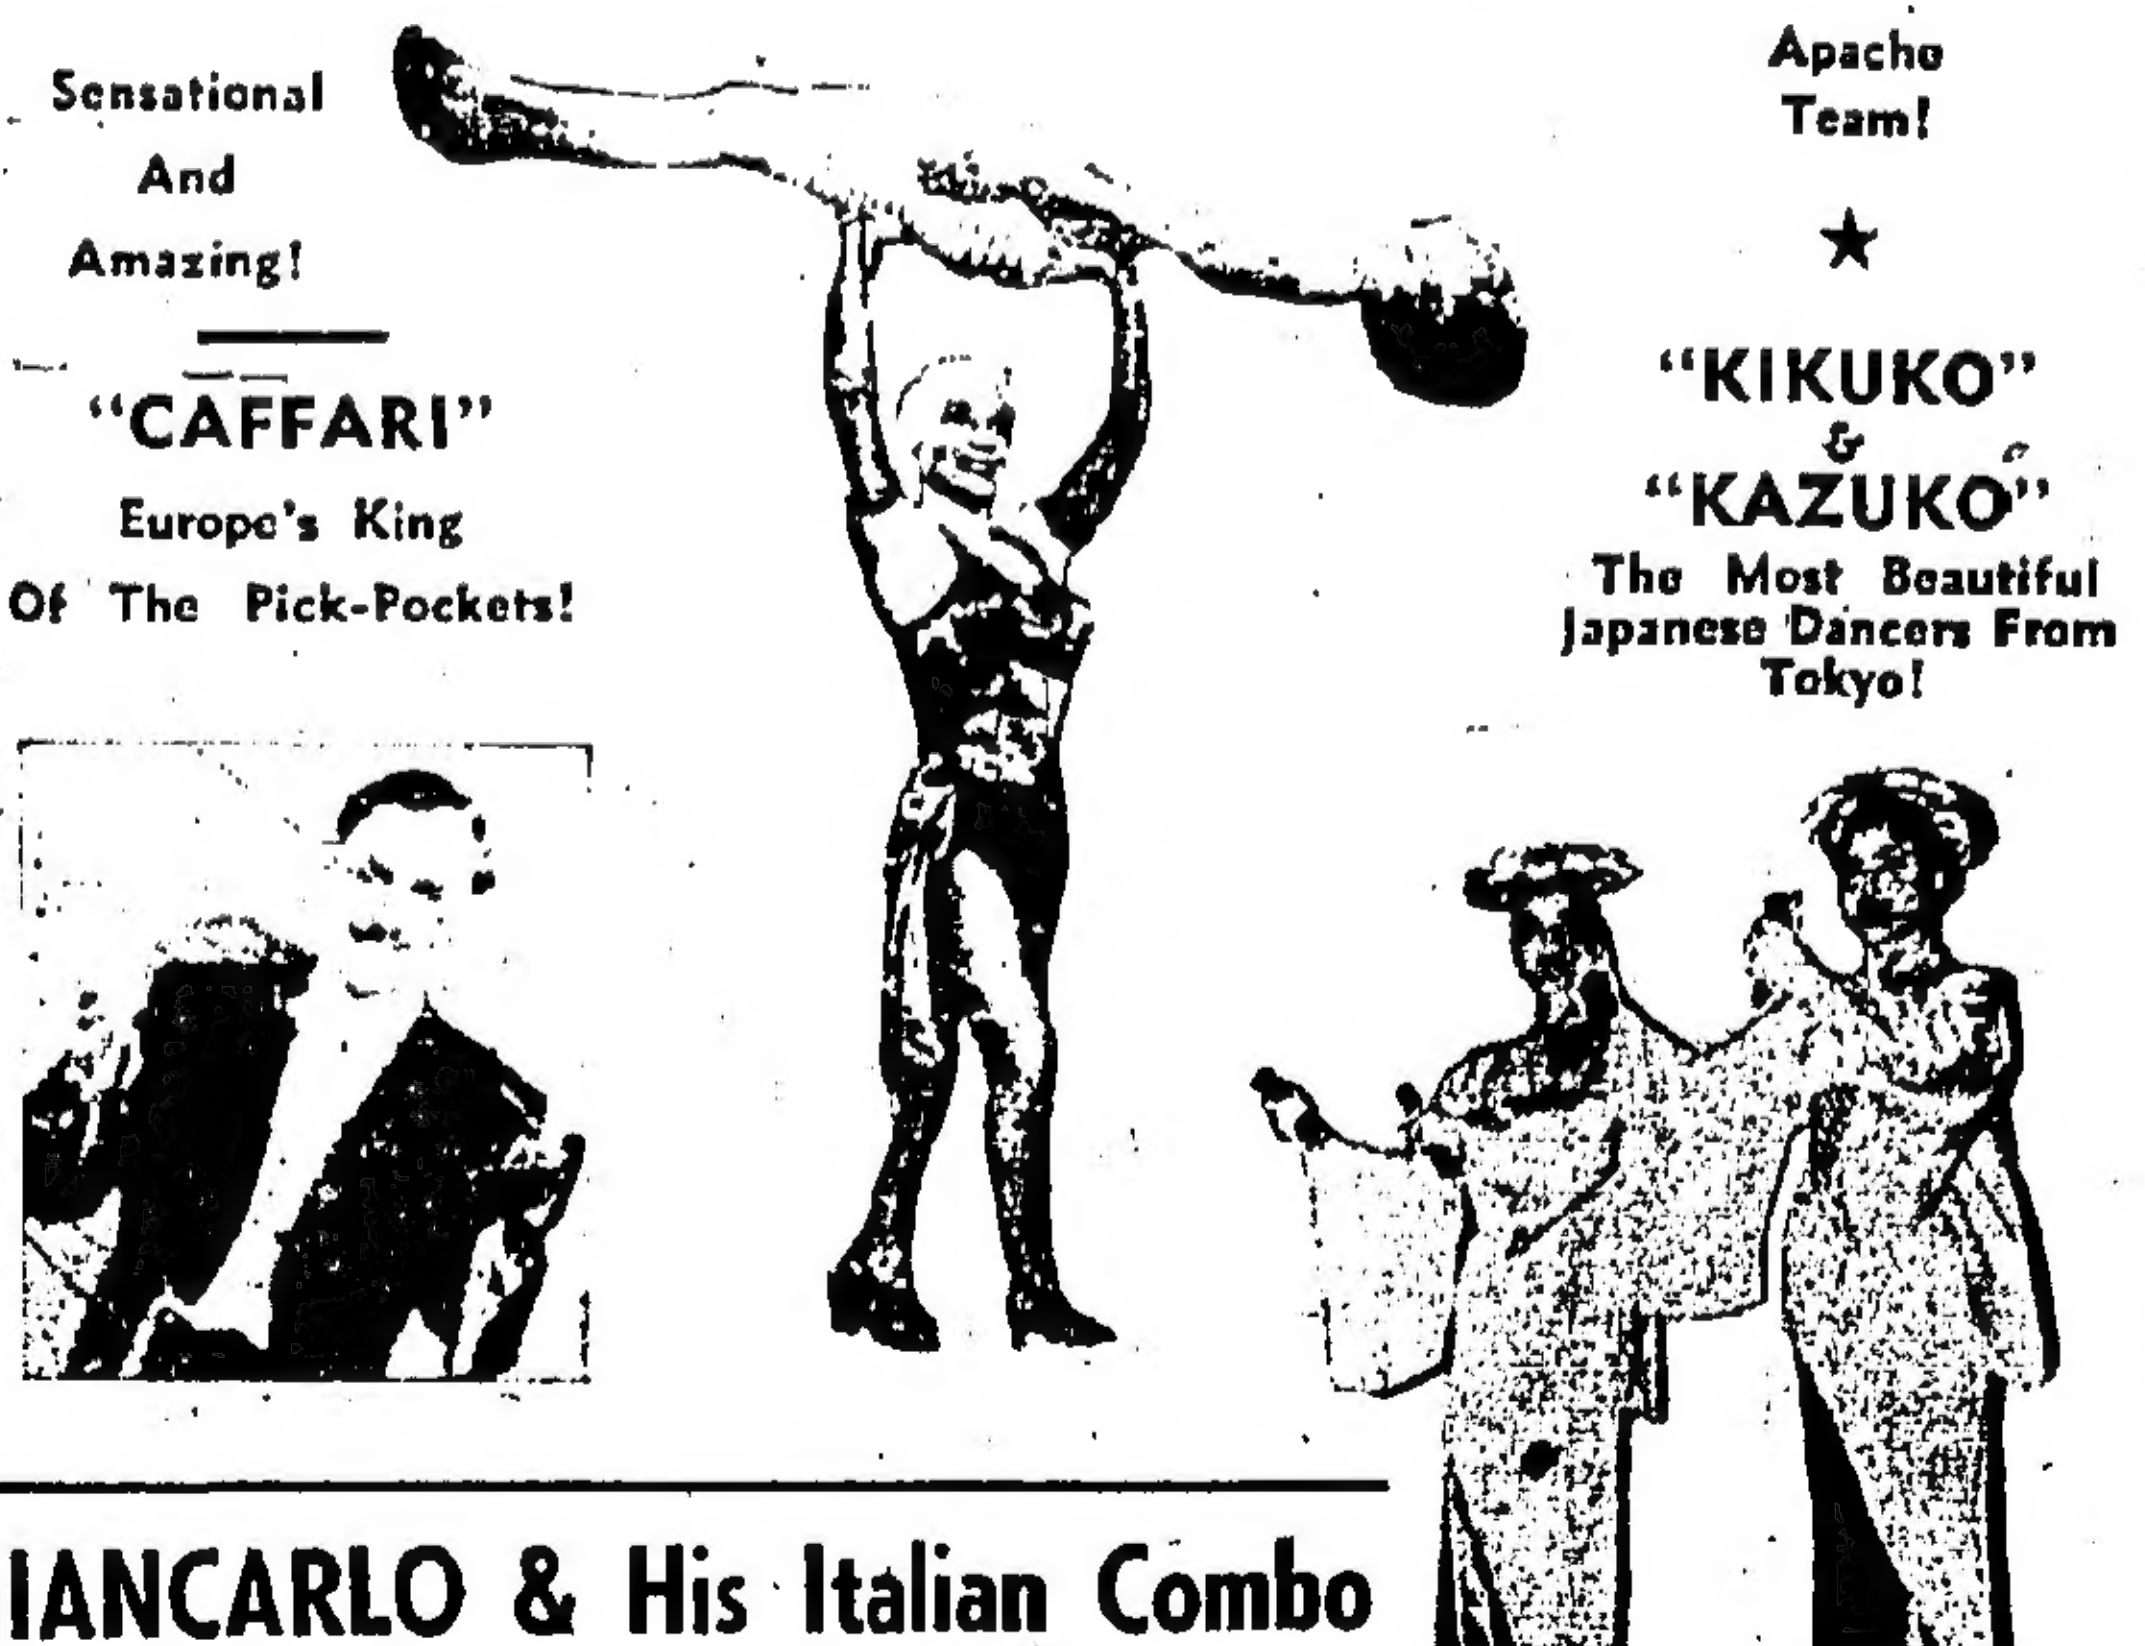 Sensational
And
Amazing!
"CAFFARI"
Europe's King
Of The Pick-Pockets!
Apache
Team!
"KIKUKO"
&
"KAZUKO"
The Most Beautiful
Japanese Dancers From
Tokyo!
IANCARLO & His Italian Combo